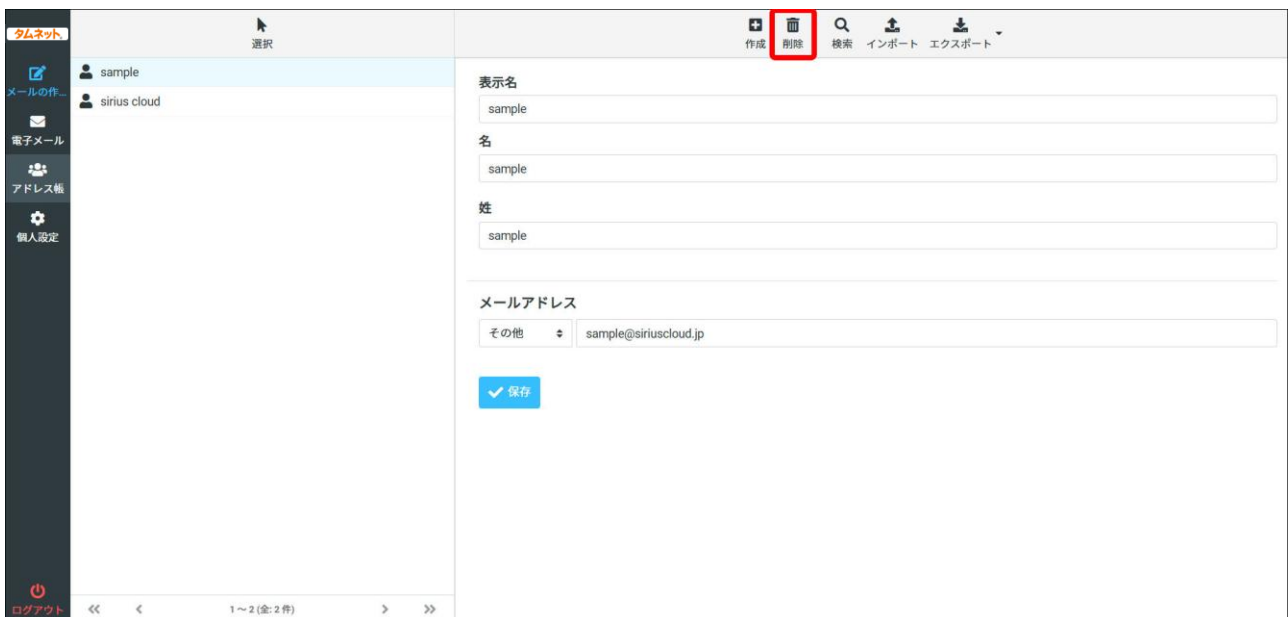 タムネット
メールの作...
電子メール
アドレス帳
個人設定
ログアウト
選択
sample
sirius cloud
1～2 (全: 2 件)
作成 削除 検索 インポート エクスポート
表示名
sample
名
sample
姓
sample
メールアドレス
その他 sample@siriuscloud.jp
保存